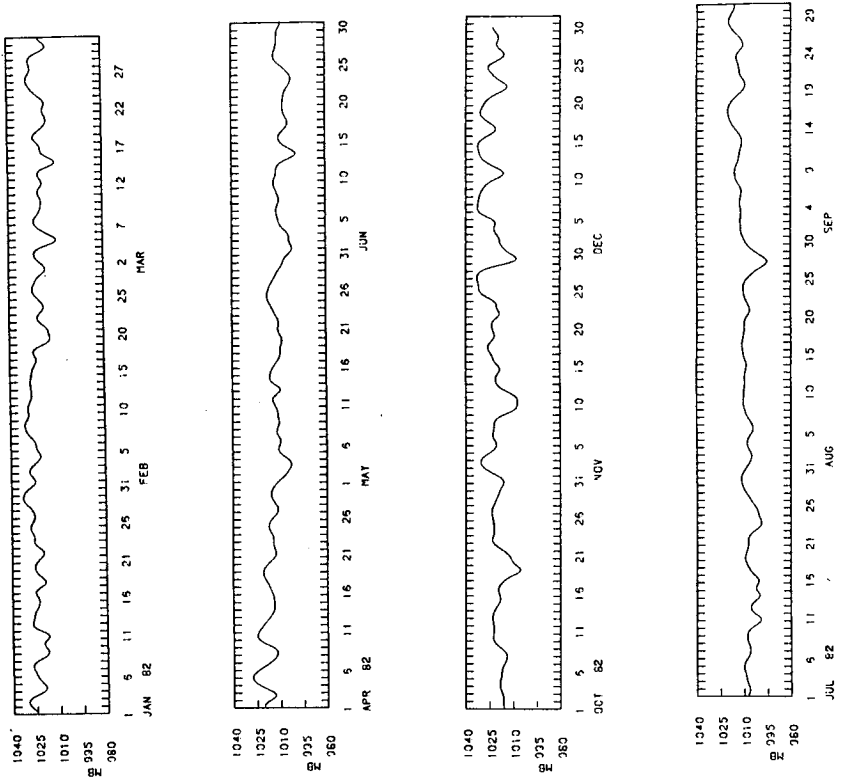 1040
1025
1010
995
980
MB
1 6 11 16 21 26 31 5 10 15 20 25 2 7 12 17 22 27
JAN 82 FEB MAR
1040
1025
1010
995
980
MB
1 6 11 16 21 26 1 6 11 16 21 26 31 5 10 15 20 25 30
APR 82 MAY JUN
1040
1025
1010
995
980
MB
1 6 11 16 21 26 31 5 10 15 20 25 30 5 10 15 20 25 30
OCT 82 NOV DEC
1040
1025
1010
995
980
MB
1 6 11 16 21 26 31 5 10 15 20 25 30 4 9 14 19 24 29
JUL 82 AUG SEP